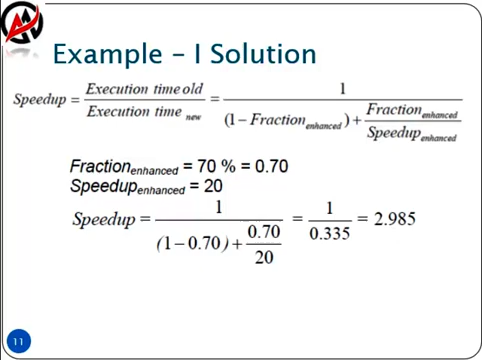 Example – I Solution
Speedup = Execution time old / Execution time new = 1 / ((1 − Fraction enhanced) + Fraction enhanced / Speedup enhanced)
Fraction enhanced = 70 % = 0.70
Speedup enhanced = 20
Speedup = 1 / ((1 − 0.70) + 0.70 / 20) = 1 / 0.335 = 2.985
11